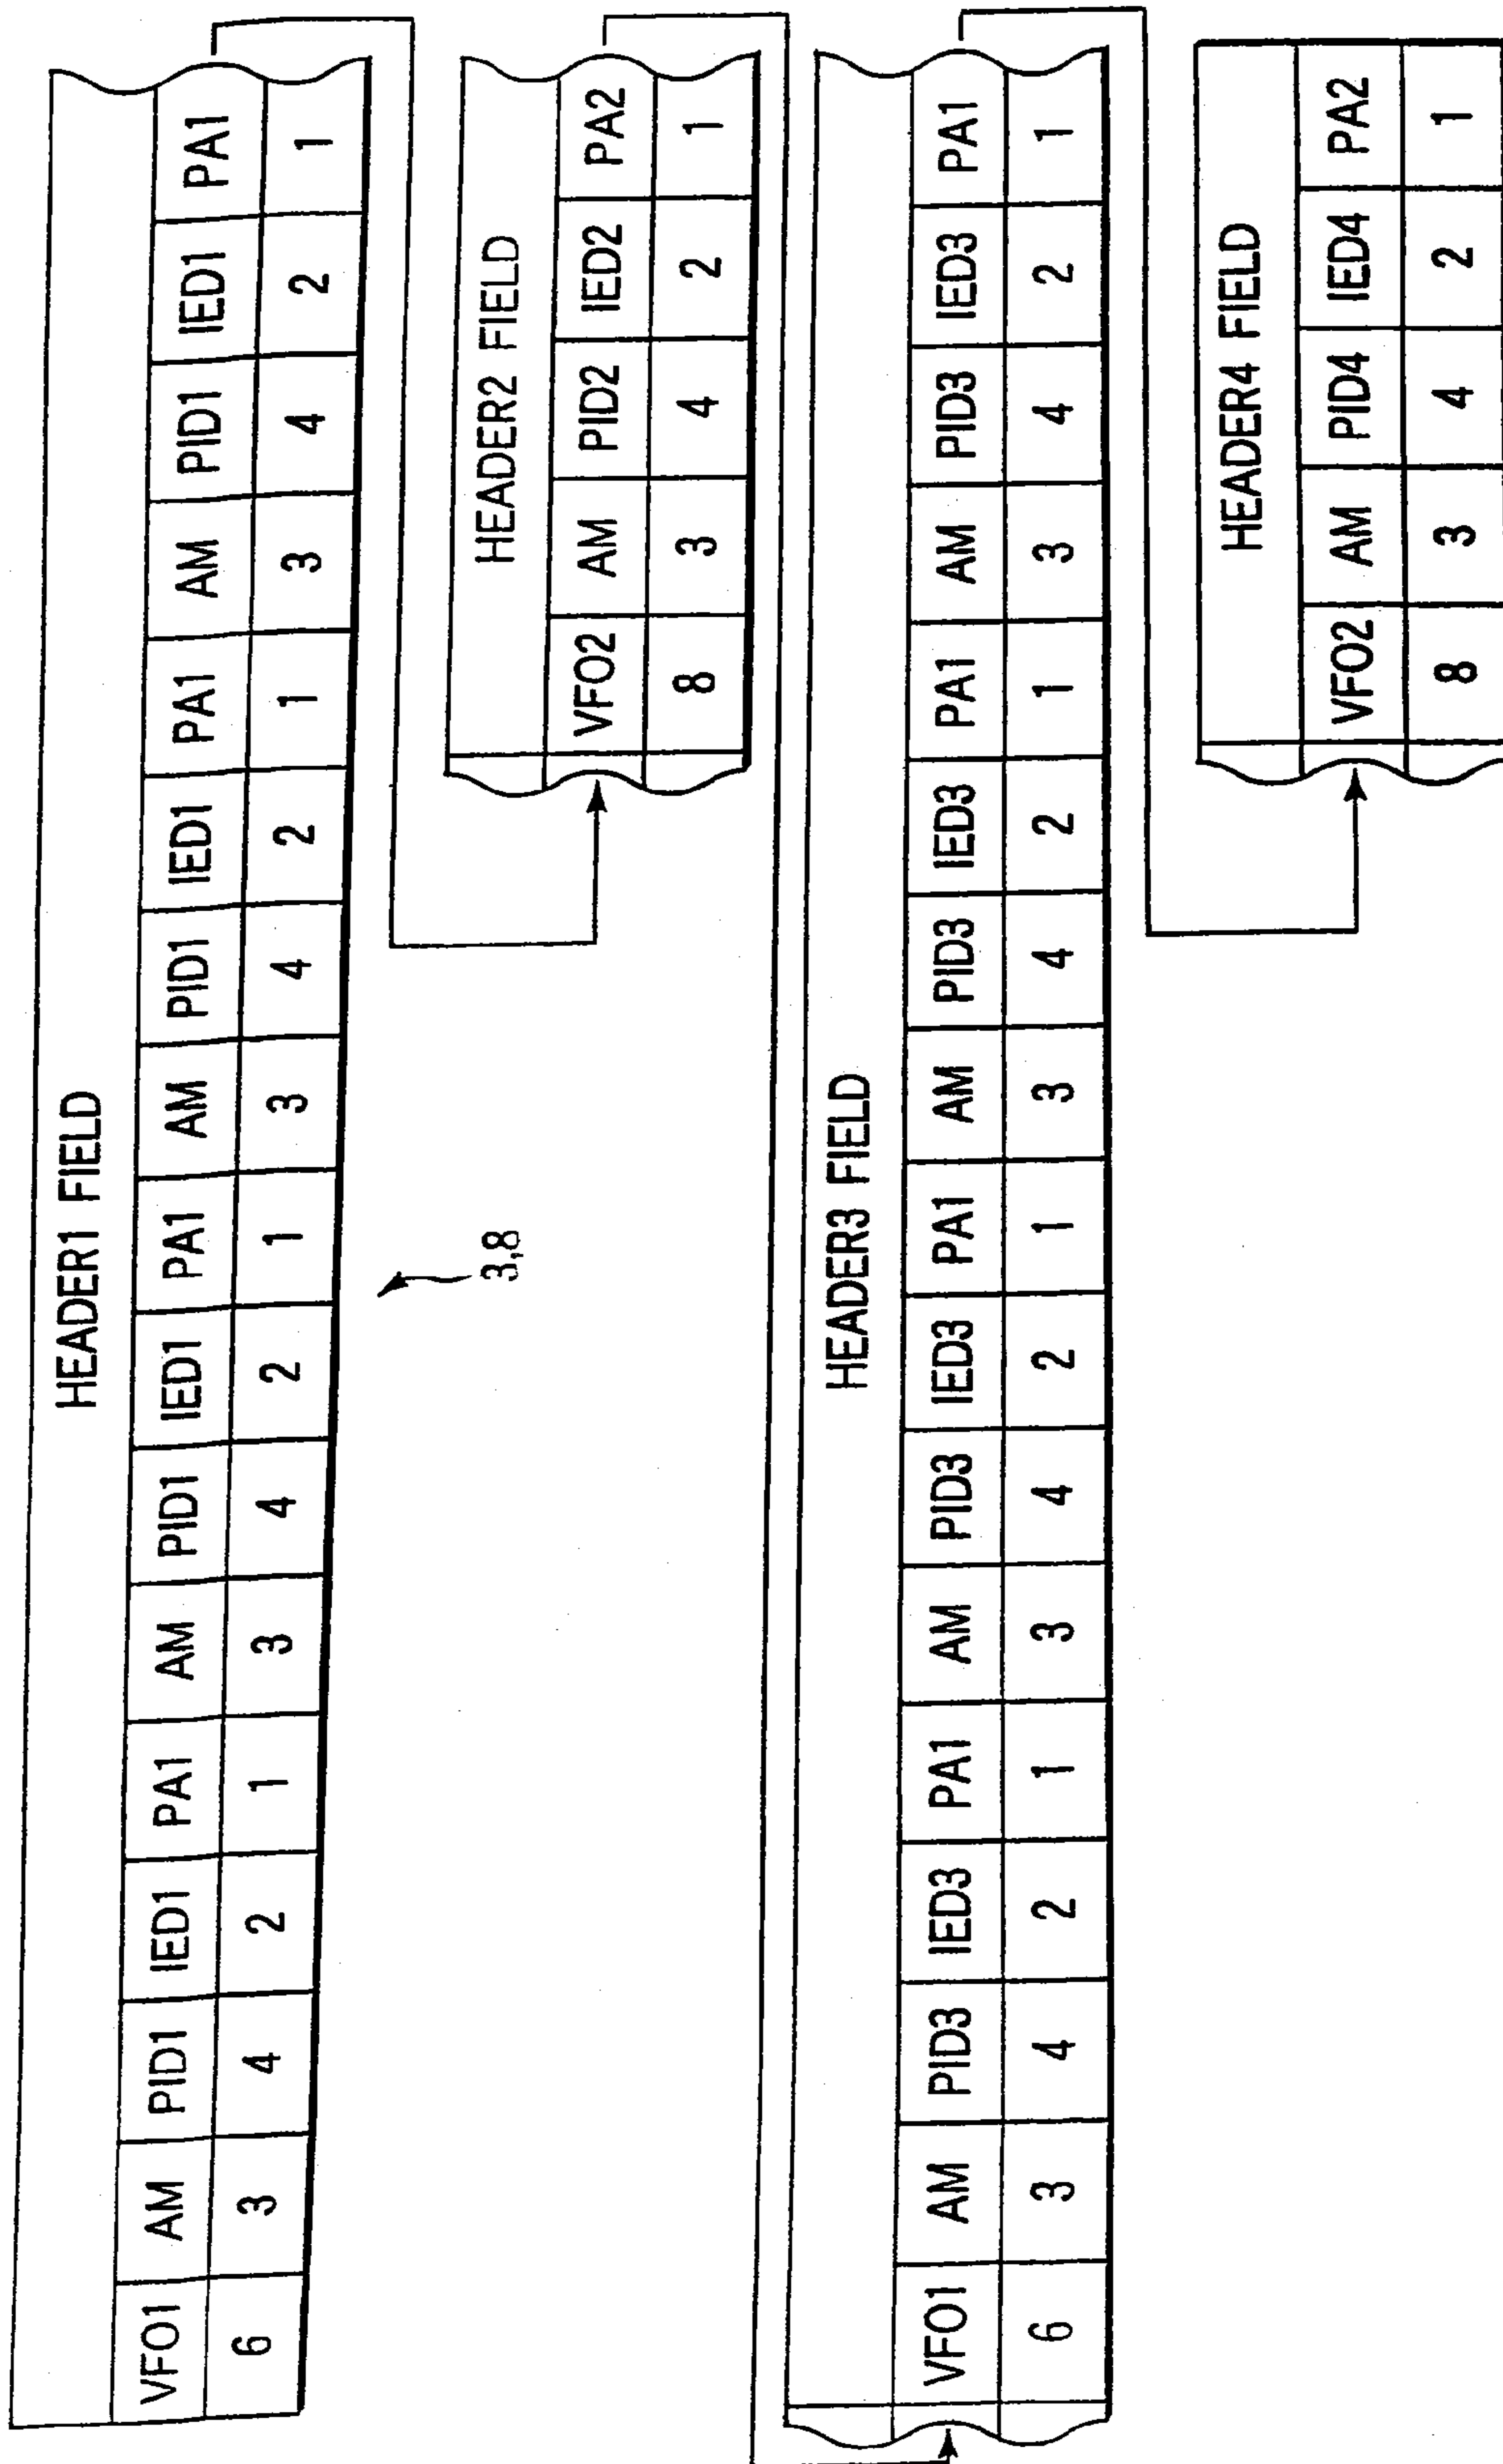 HEADER1 FIELD
VFO1 AM PID1 IED1 PA1 AM PID1 IED1 PA1 AM PID1 IED1 PA1 AM PID1 IED1 PA1
6 3 4 2 1 3 4 2 1 3 4 2 1 3 4 2 1
3,8
HEADER2 FIELD
VFO2 AM PID2 IED2 PA2
8 3 4 2 1
HEADER3 FIELD
VFO1 AM PID3 IED3 PA1 AM PID3 IED3 PA1 AM PID3 IED3 PA1 AM PID3 IED3 PA1
6 3 4 2 1 3 4 2 1 3 4 2 1 3 4 2 1
HEADER4 FIELD
VFO2 AM PID4 IED4 PA2
8 3 4 2 1